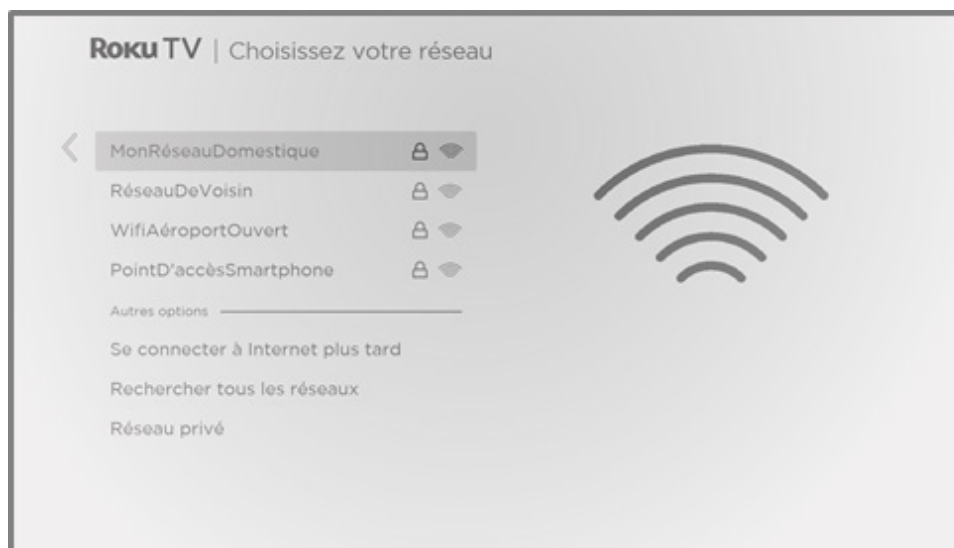 Roku TV | Choisissez votre réseau
MonRéseauDomestique
RéseauDeVoisin
WifiAéroportOuvert
PointD'accèsSmartphone
Autres options
Se connecter à Internet plus tard
Rechercher tous les réseaux
Réseau privé